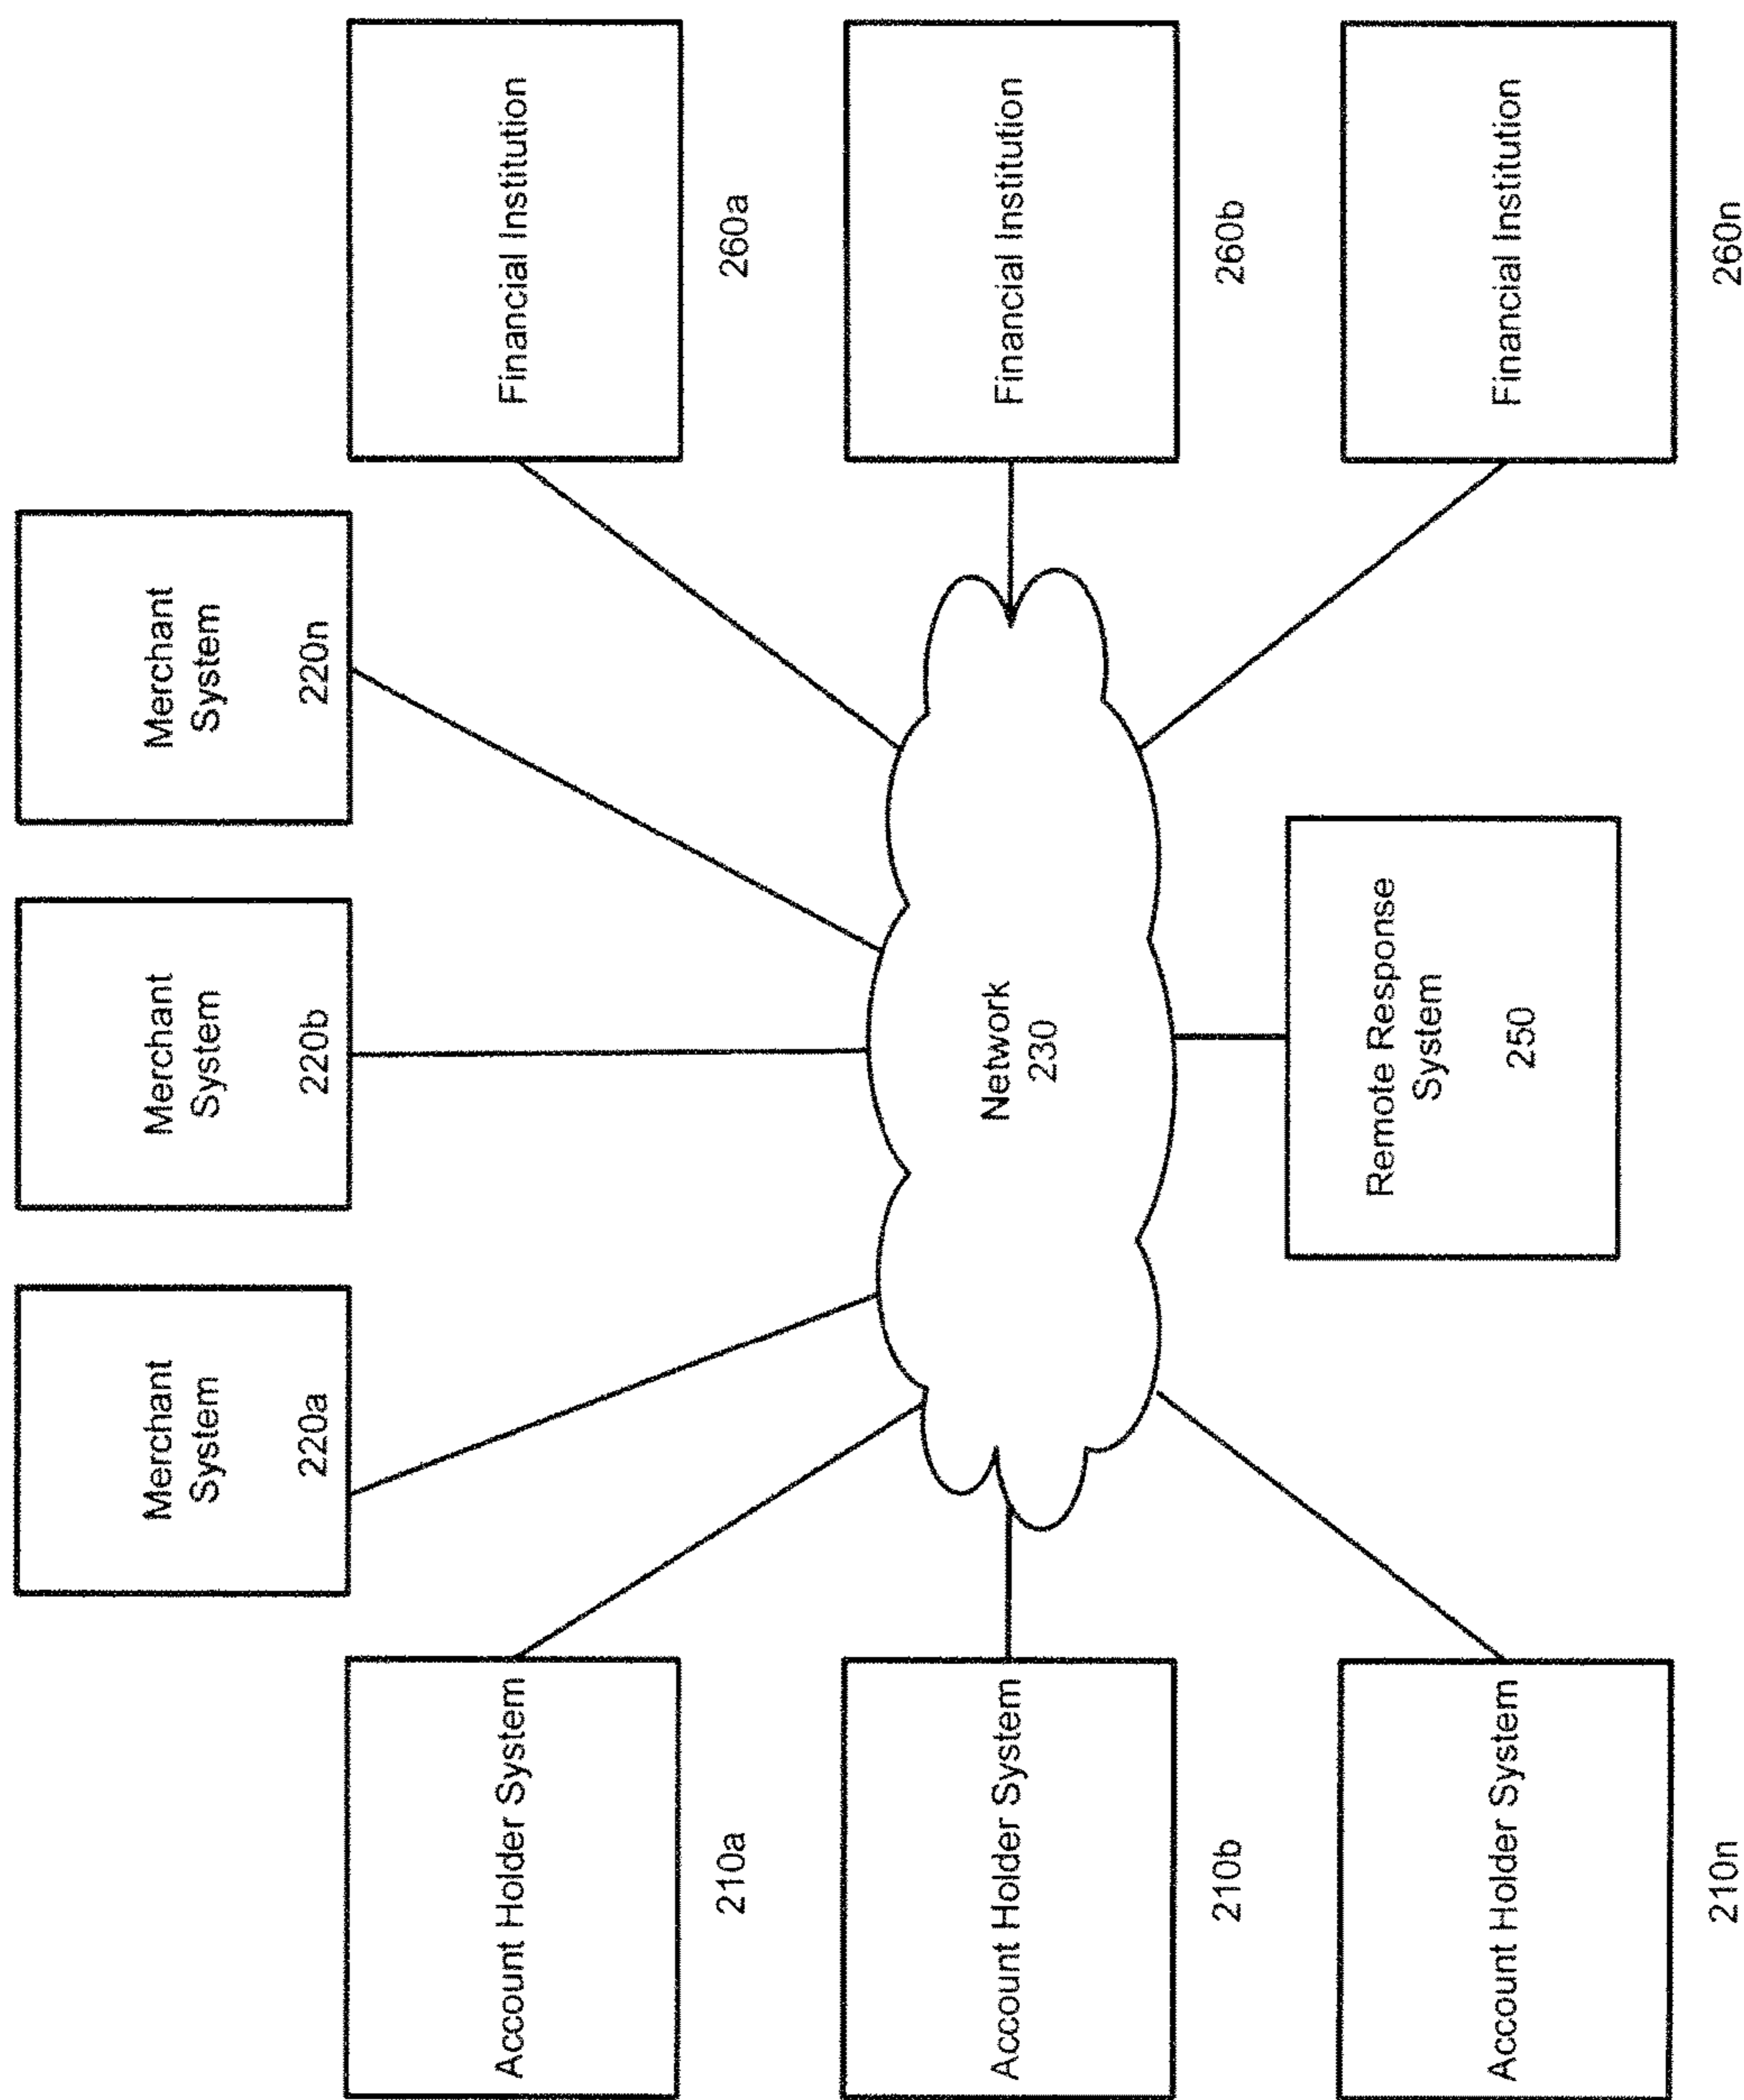 Merchant
System
220a
Merchant
System
220b
Merchant
System
220n
Account Holder System
210a
Account Holder System
210b
Account Holder System
210n
Network
230
Remote Response
System
250
Financial Institution
260a
Financial Institution
260b
Financial Institution
260n